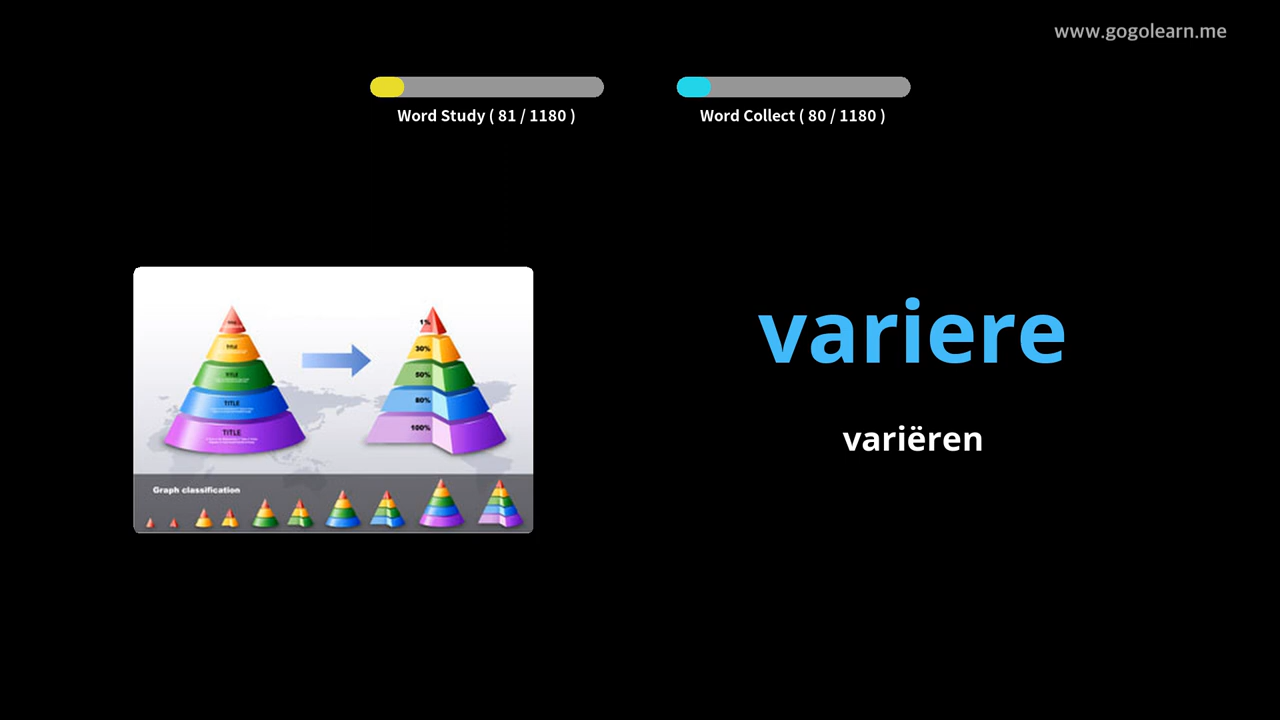 www.gogolearn.me
Word Study ( 81 / 1180 )
Word Collect ( 80 / 1180 )
variere
variëren
TITLE
TITLE
TITLE
TITLE
1%
30%
50%
80%
100%
Graph classification